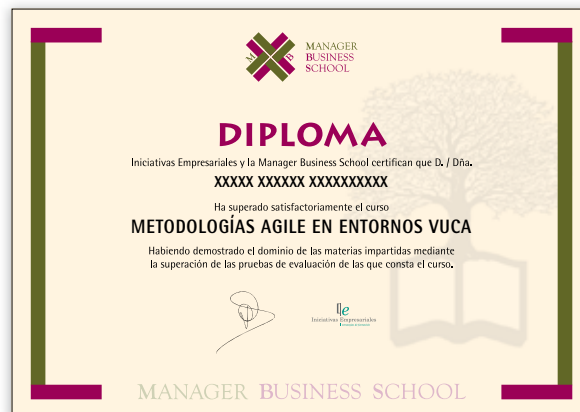 M B
MANAGER
BUSINESS
SCHOOL
DIPLOMA
Iniciativas Empresariales y la Manager Business School certifican que D. / Dña.
XXXXX XXXXXX XXXXXXXXXX
Ha superado satisfactoriamente el curso
METODOLOGÍAS AGILE EN ENTORNOS VUCA
Habiendo demostrado el dominio de las materias impartidas mediante
la superación de las pruebas de evaluación de las que consta el curso.
Iniciativas Empresariales
MANAGER BUSINESS SCHOOL